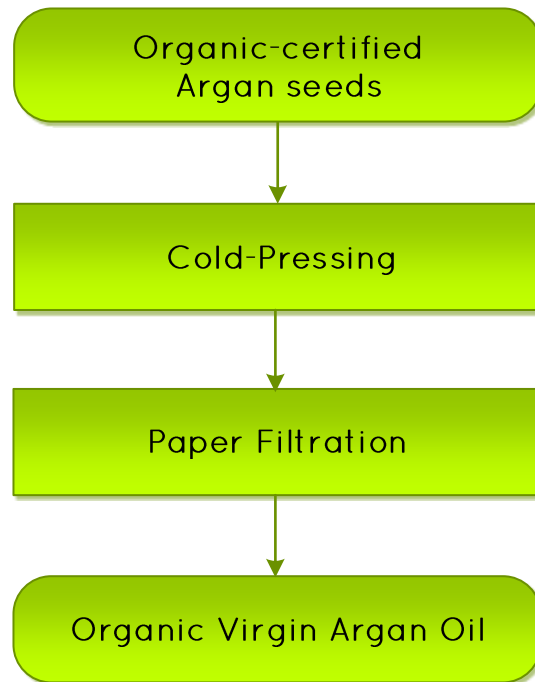 Organic-certified
Argan seeds
Cold-Pressing
Paper Filtration
Organic Virgin Argan Oil